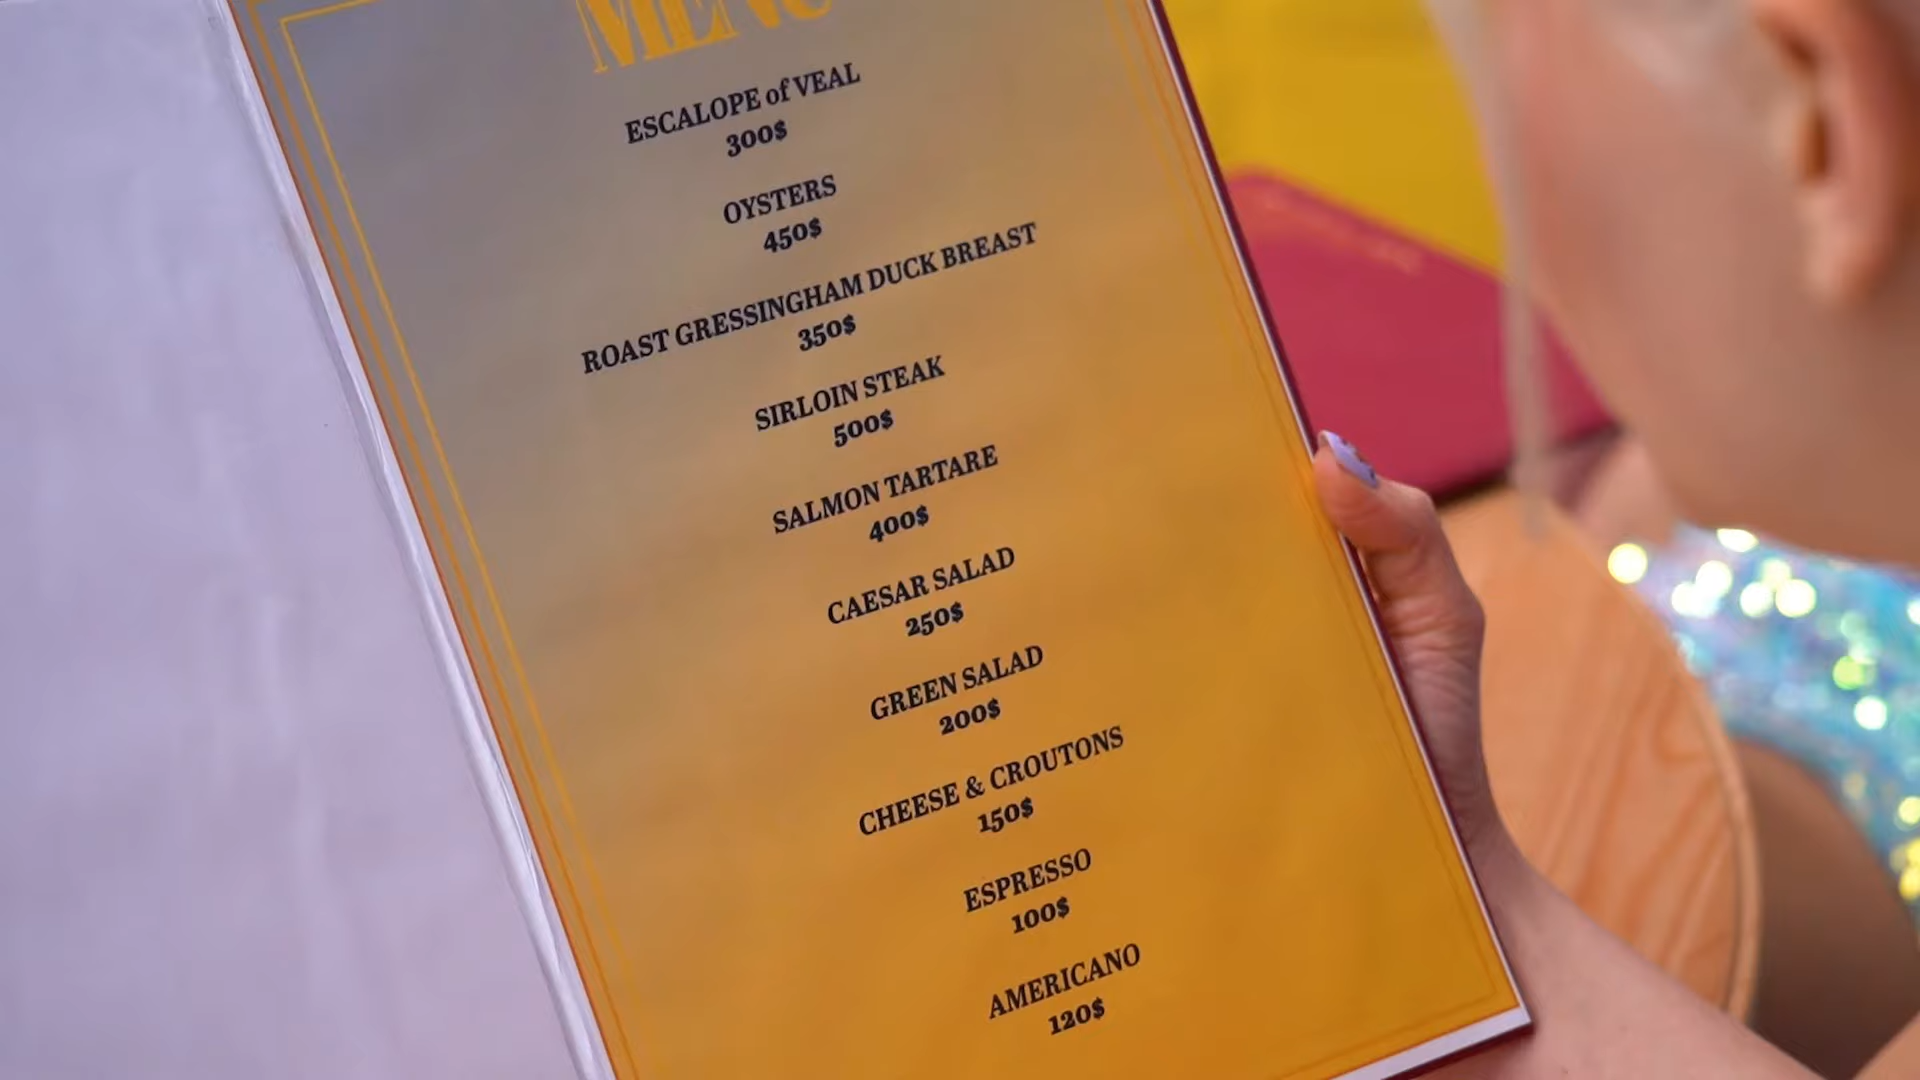 MENU
ESCALOPE of VEAL
300$
OYSTERS
450$
ROAST GRESSINGHAM DUCK BREAST
350$
SIRLOIN STEAK
500$
SALMON TARTARE
400$
CAESAR SALAD
250$
GREEN SALAD
200$
CHEESE & CROUTONS
150$
ESPRESSO
100$
AMERICANO
120$